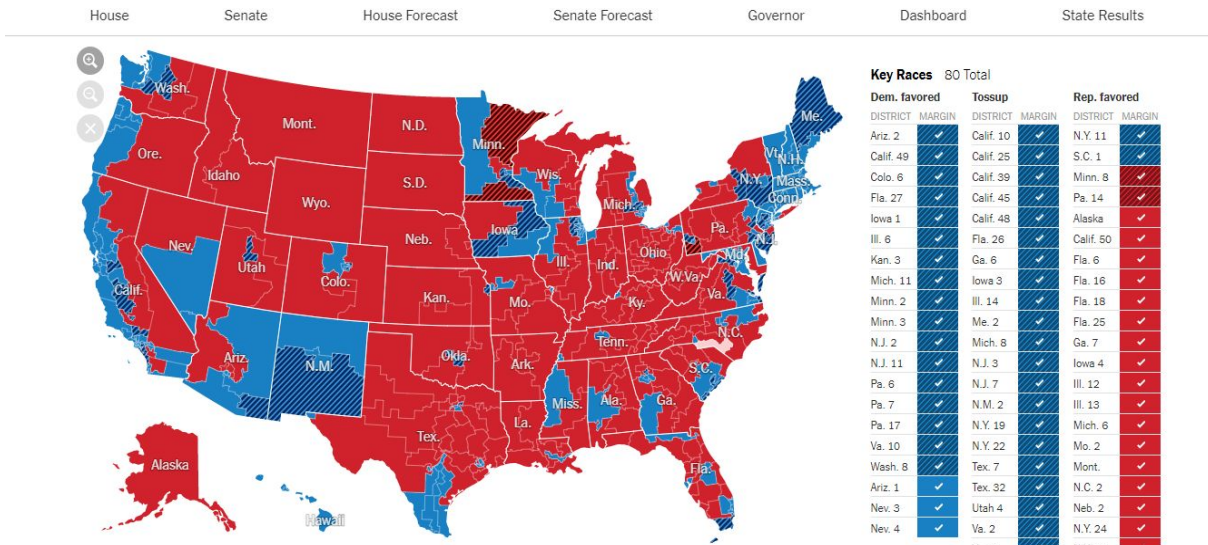 House Senate House Forecast Senate Forecast Governor Dashboard State Results
Key Races 80 Total
Dem. favored Tossup Rep. favored
DISTRICT MARGIN DISTRICT MARGIN DISTRICT MARGIN
Ariz. 2 Calif. 10 N.Y. 11
Calif. 49 Calif. 25 S.C. 1
Colo. 6 Calif. 39 Minn. 8
Fla. 27 Calif. 45 Pa. 14
Iowa 1 Calif. 48 Alaska
Ill. 6 Fla. 26 Calif. 50
Kan. 3 Ga. 6 Fla. 6
Mich. 11 Iowa 3 Fla. 16
Minn. 2 Ill. 14 Fla. 18
Minn. 3 Me. 2 Fla. 25
N.J. 2 Mich. 8 Ga. 7
N.J. 11 N.J. 3 Iowa 4
Pa. 6 N.J. 7 Ill. 12
Pa. 7 N.M. 2 Ill. 13
Pa. 17 N.Y. 19 Mich. 6
Va. 10 N.Y. 22 Mo. 2
Wash. 8 Tex. 7 Mont.
Ariz. 1 Tex. 32 N.C. 2
Nev. 3 Utah 4 Neb. 2
Nev. 4 Va. 2 N.Y. 24
Wash.
Mont.
N.D.
Minn.
Me.
Ore.
Idaho
S.D.
Wis.
Mich.
Vt.
N.H.
N.Y.
Mass.
Conn.
Wyo.
Neb.
Iowa
Pa.
N.J.
Nev.
Utah
Colo.
Ill.
Ind.
Ohio
Md.
W.Va.
Va.
Calif.
Kan.
Mo.
Ky.
N.C.
Tenn.
Ariz.
N.M.
Okla.
Ark.
S.C.
Miss.
Ala.
Ga.
Tex.
La.
Fla.
Alaska
Hawaii